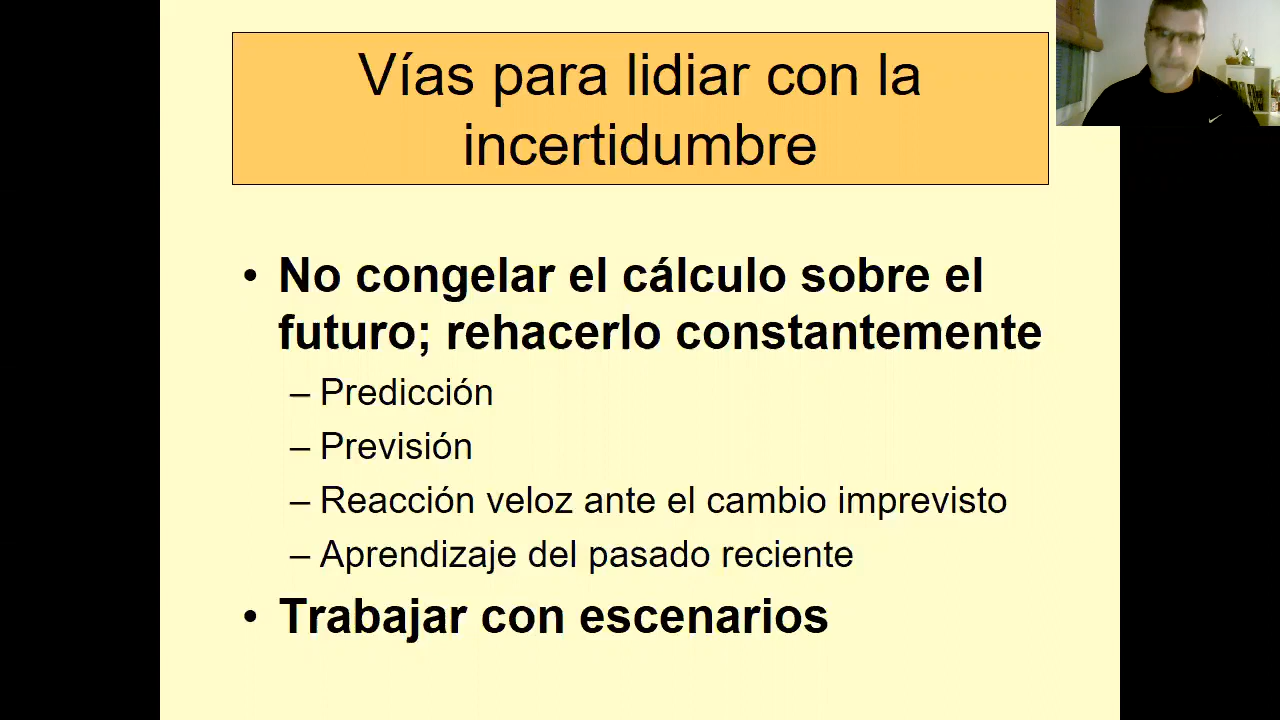 Vías para lidiar con la
incertidumbre
• No congelar el cálculo sobre el
futuro; rehacerlo constantemente
– Predicción
– Previsión
– Reacción veloz ante el cambio imprevisto
– Aprendizaje del pasado reciente
• Trabajar con escenarios